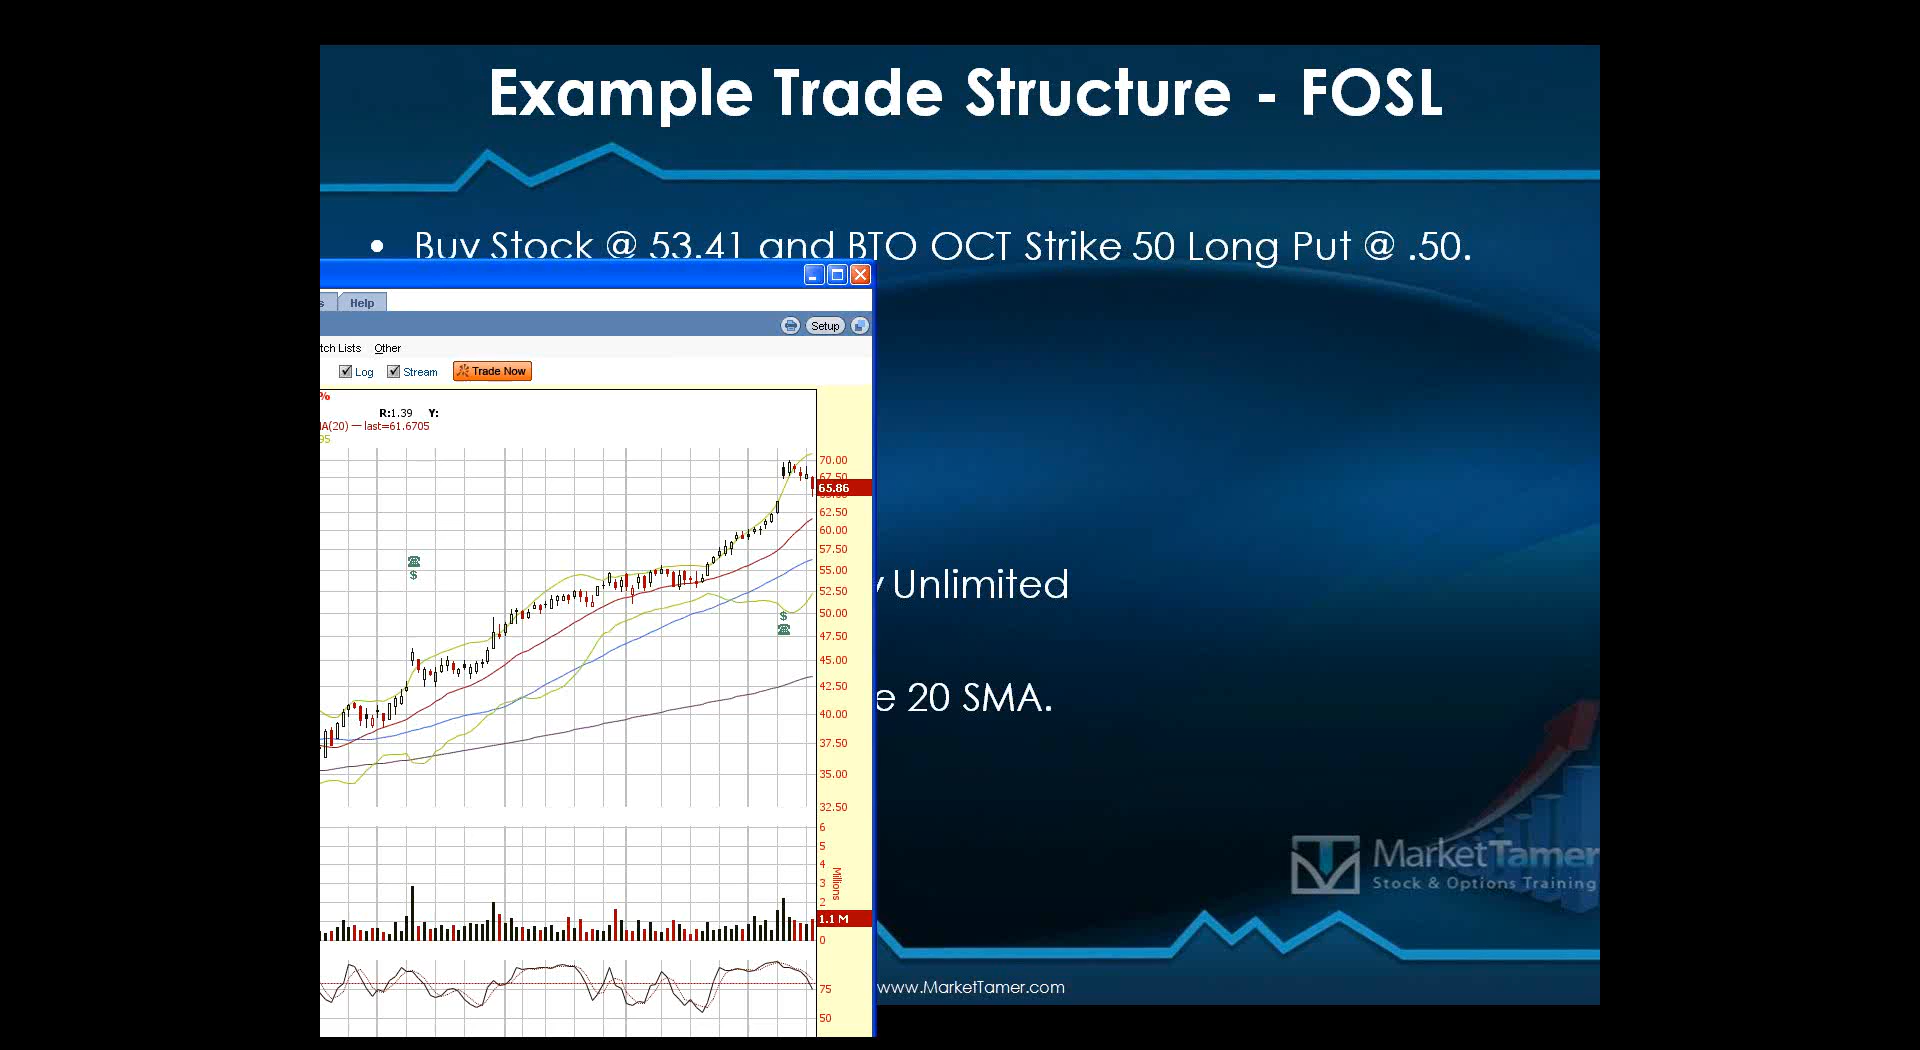 Example Trade Structure - FOSL
• Buy Stock @ 53.41 and BTO OCT Strike 50 Long Put @ .50.
s Help
Setup
tch Lists Other
Log Stream Trade Now
%
R:1.39 Y:
A(20) — last=61.6705
95
70.00
67.50
65.86
62.50
60.00
57.50
55.00
52.50
50.00
47.50
45.00
42.50
40.00
37.50
35.00
32.50
$
$
y Unlimited
e 20 SMA.
6
5
4
3
2
Millions
1.1 M
0
75
50
MarketTamer
Stock & Options Training
www.MarketTamer.com